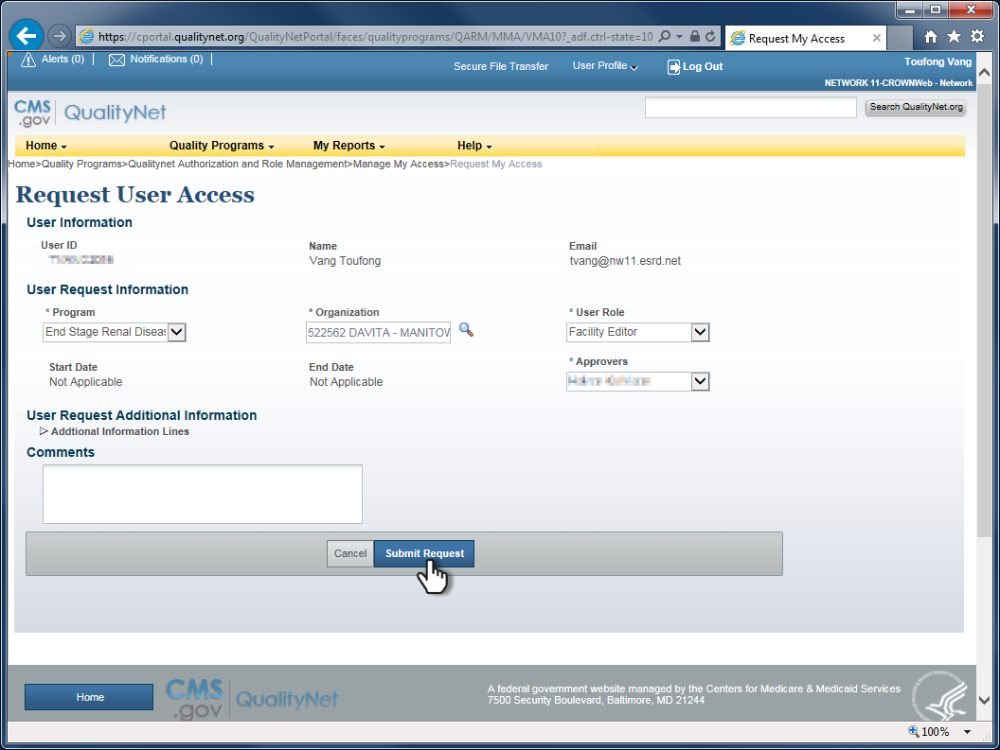 https://cportal.qualitynet.org/QualityNetPortal/faces/qualityprograms/QARM/MMA/VMA10?_adf.ctrl-state=10
Request My Access
Alerts (0)
Notifications (0)
Secure File Transfer
User Profile
Log Out
Toufong Vang
NETWORK 11-CROWNWeb - Network
CMS
.gov
QualityNet
Search QualityNet.org
Home
Quality Programs
My Reports
Help
Home>Quality Programs>Qualitynet Authorization and Role Management>Manage My Access>Request My Access
Request User Access
User Information
User ID
Name
Vang Toufong
Email
tvang@nw11.esrd.net
User Request Information
* Program
End Stage Renal Diseas
* Organization
522562 DAVITA - MANITOW
* User Role
Facility Editor
Start Date
Not Applicable
End Date
Not Applicable
* Approvers
User Request Additional Information
Addtional Information Lines
Comments
Cancel
Submit Request
Home
CMS
.gov
QualityNet
A federal government website managed by the Centers for Medicare & Medicaid Services
7500 Security Boulevard, Baltimore, MD 21244
100%